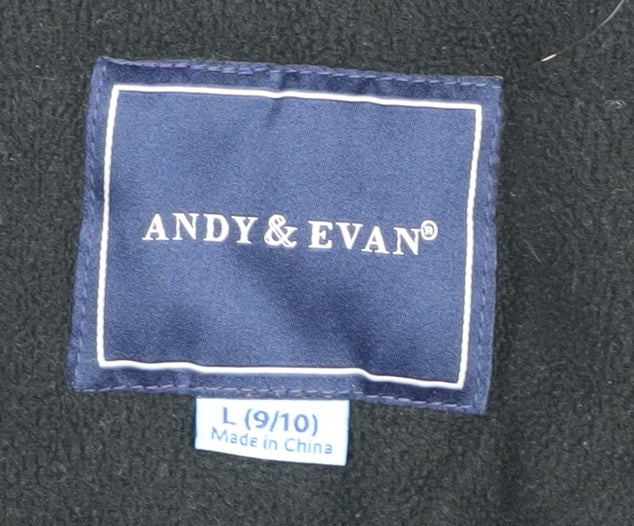 ANDY & EVAN®
L (9/10)
Made in China